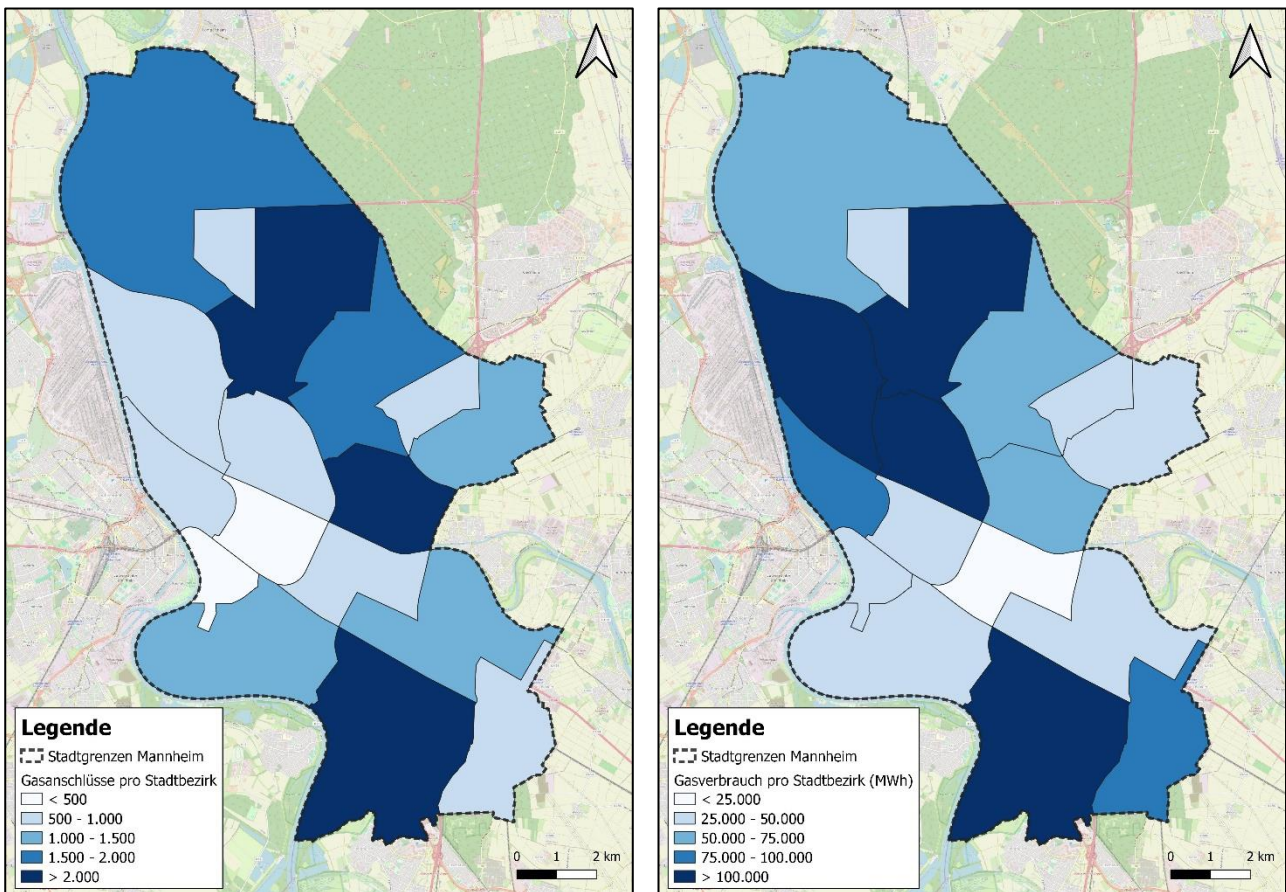 Legende
Stadtgrenzen Mannheim
Gasanschlüsse pro Stadtbezirk
< 500
500 - 1.000
1.000 - 1.500
1.500 - 2.000
> 2.000
0 1 2 km
Legende
Stadtgrenzen Mannheim
Gasverbrauch pro Stadtbezirk (MWh)
< 25.000
25.000 - 50.000
50.000 - 75.000
75.000 - 100.000
> 100.000
0 1 2 km